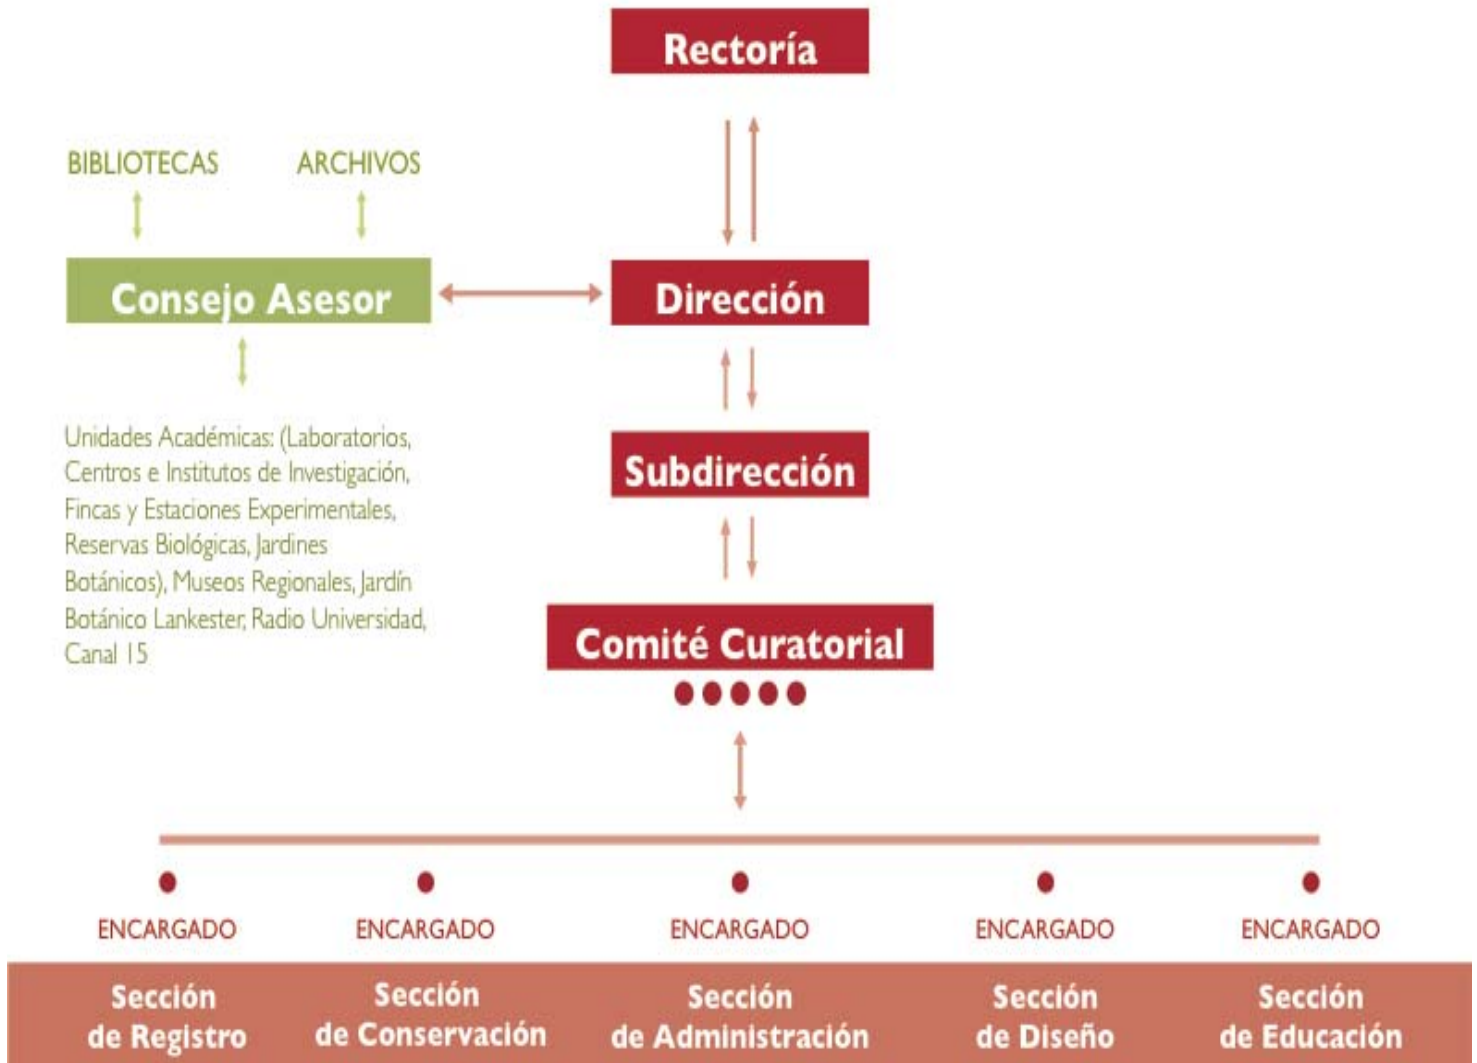 Rectoría
BIBLIOTECAS
ARCHIVOS
Consejo Asesor
Dirección
Unidades Académicas: (Laboratorios,
Centros e Institutos de Investigación,
Fincas y Estaciones Experimentales,
Reservas Biológicas, Jardines
Botánicos), Museos Regionales, Jardín
Botánico Lankester, Radio Universidad,
Canal 15
Subdirección
Comité Curatorial
ENCARGADO
ENCARGADO
ENCARGADO
ENCARGADO
ENCARGADO
Sección
de Registro
Sección
de Conservación
Sección
de Administración
Sección
de Diseño
Sección
de Educación